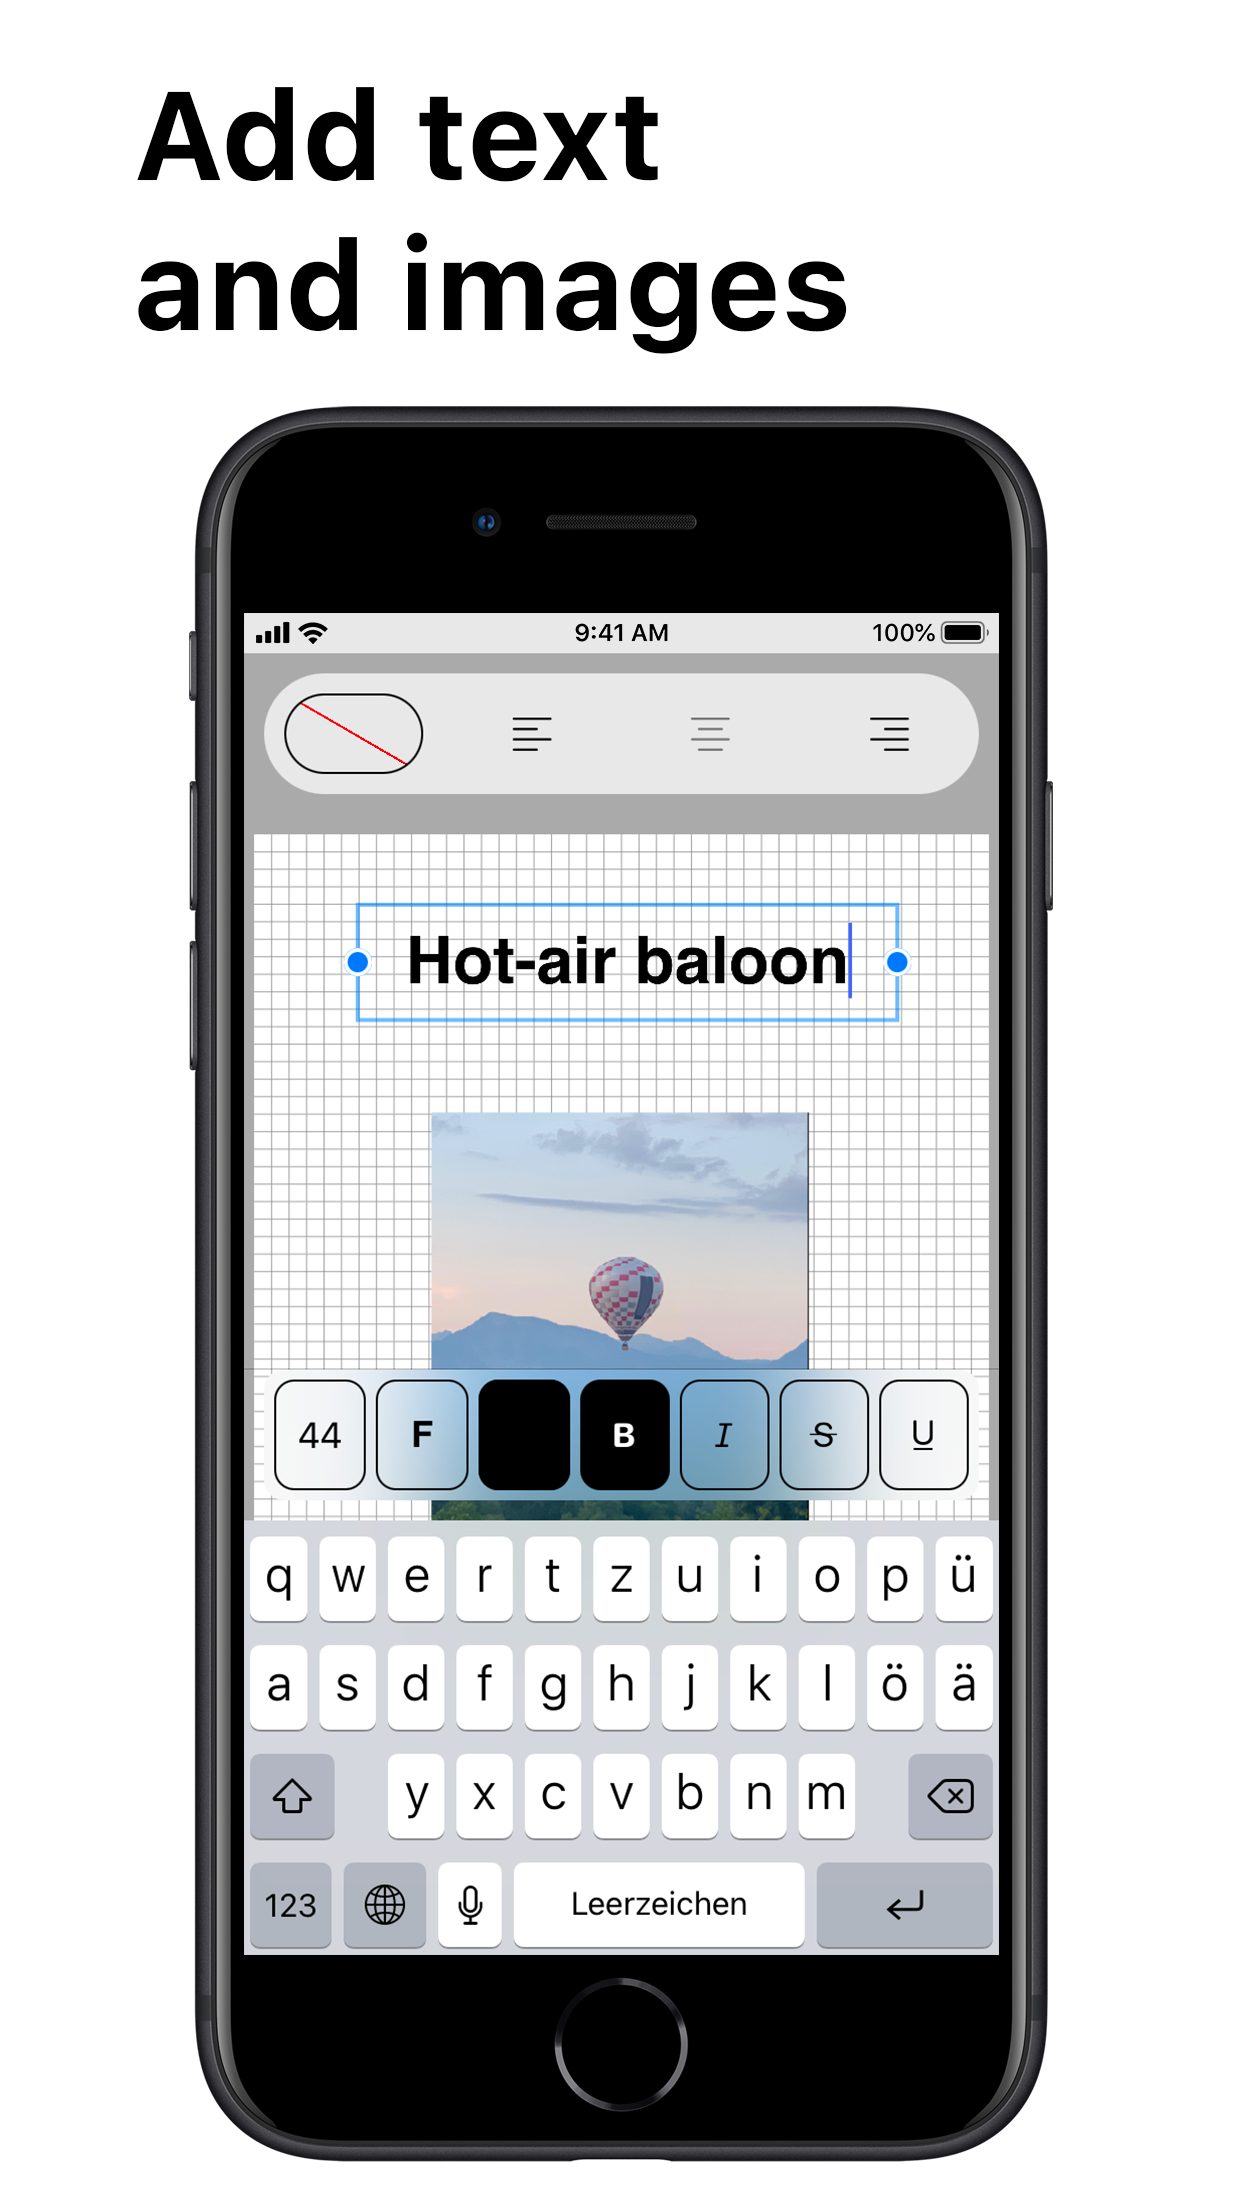 Add text
and images
9:41 AM 100%
Hot-air baloon
44 F B I S U
q w e r t z u i o p ü
a s d f g h j k l ö ä
y x c v b n m
123 Leerzeichen